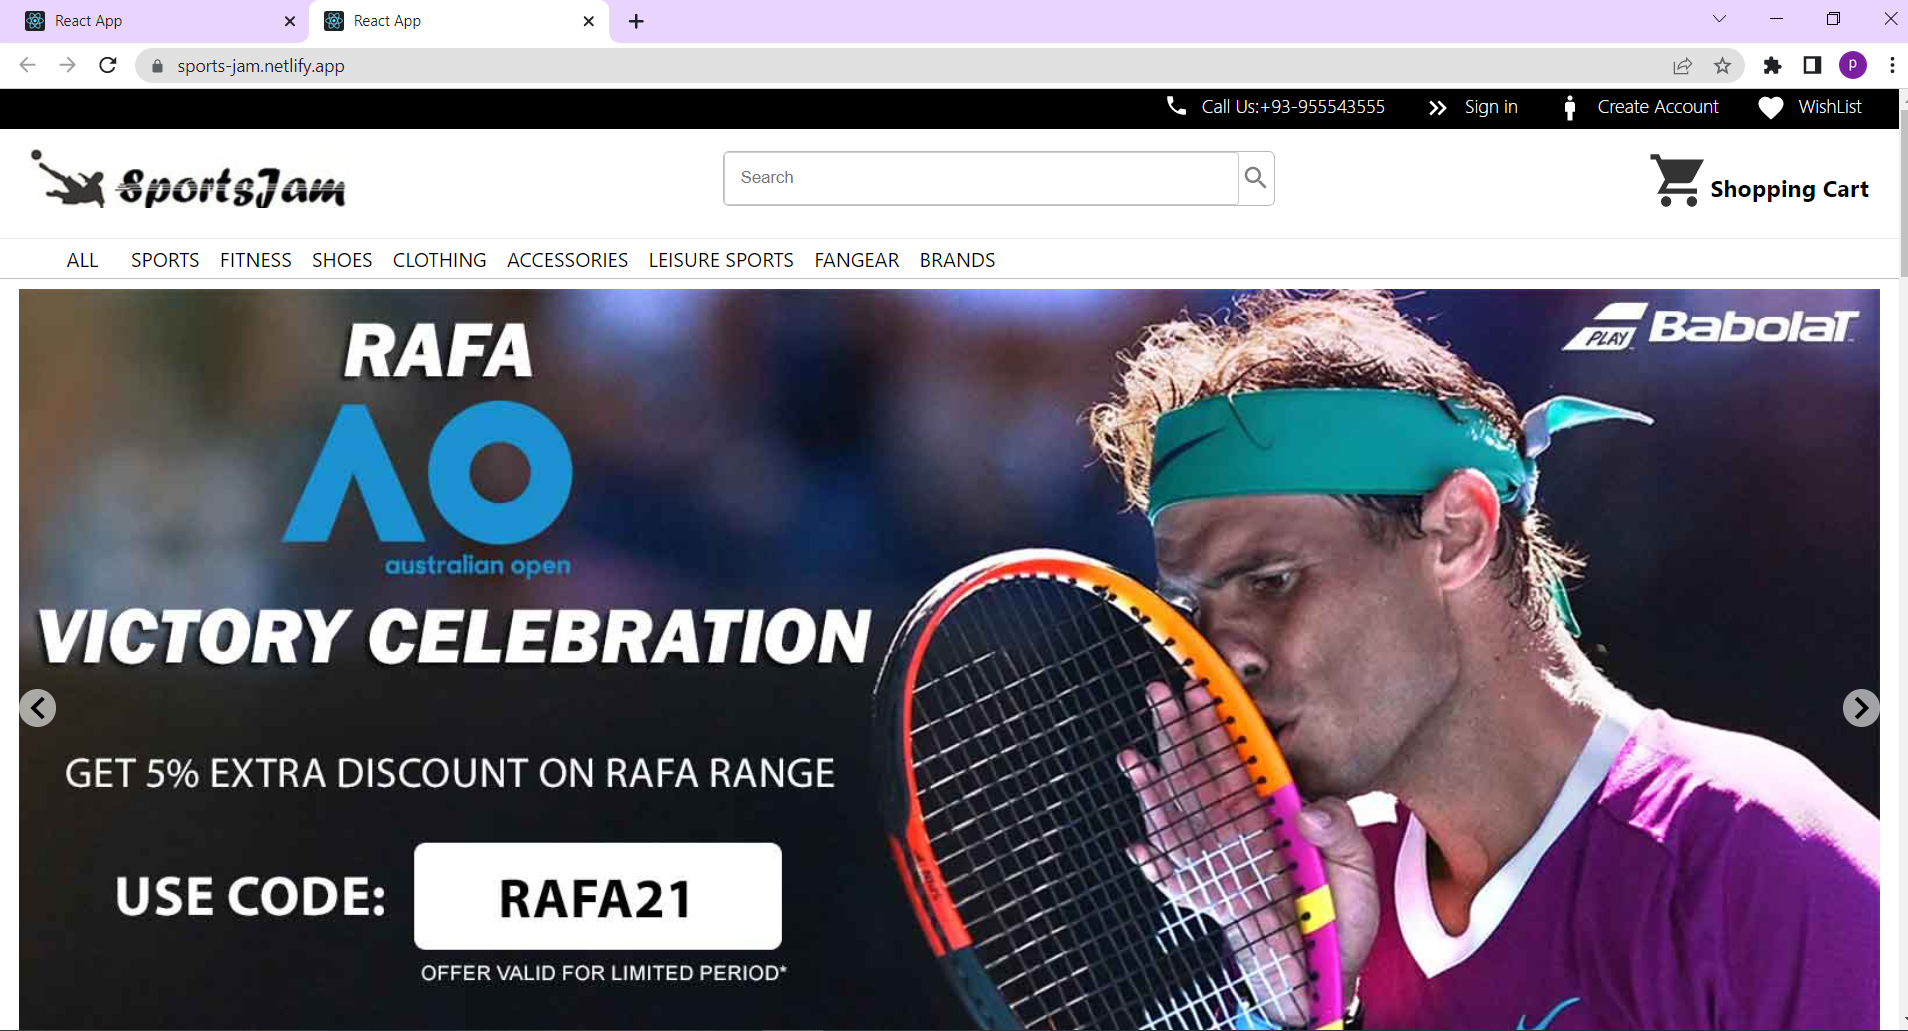 React App
React App
sports-jam.netlify.app
P
Call Us:+93-955543555
Sign in
Create Account
WishList
SportsJam
Search
Shopping Cart
ALL SPORTS FITNESS SHOES CLOTHING ACCESSORIES LEISURE SPORTS FANGEAR BRANDS
RAFA
PLAY BabolaT
AO
australian open
VICTORY CELEBRATION
GET 5% EXTRA DISCOUNT ON RAFA RANGE
USE CODE: RAFA21
OFFER VALID FOR LIMITED PERIOD*